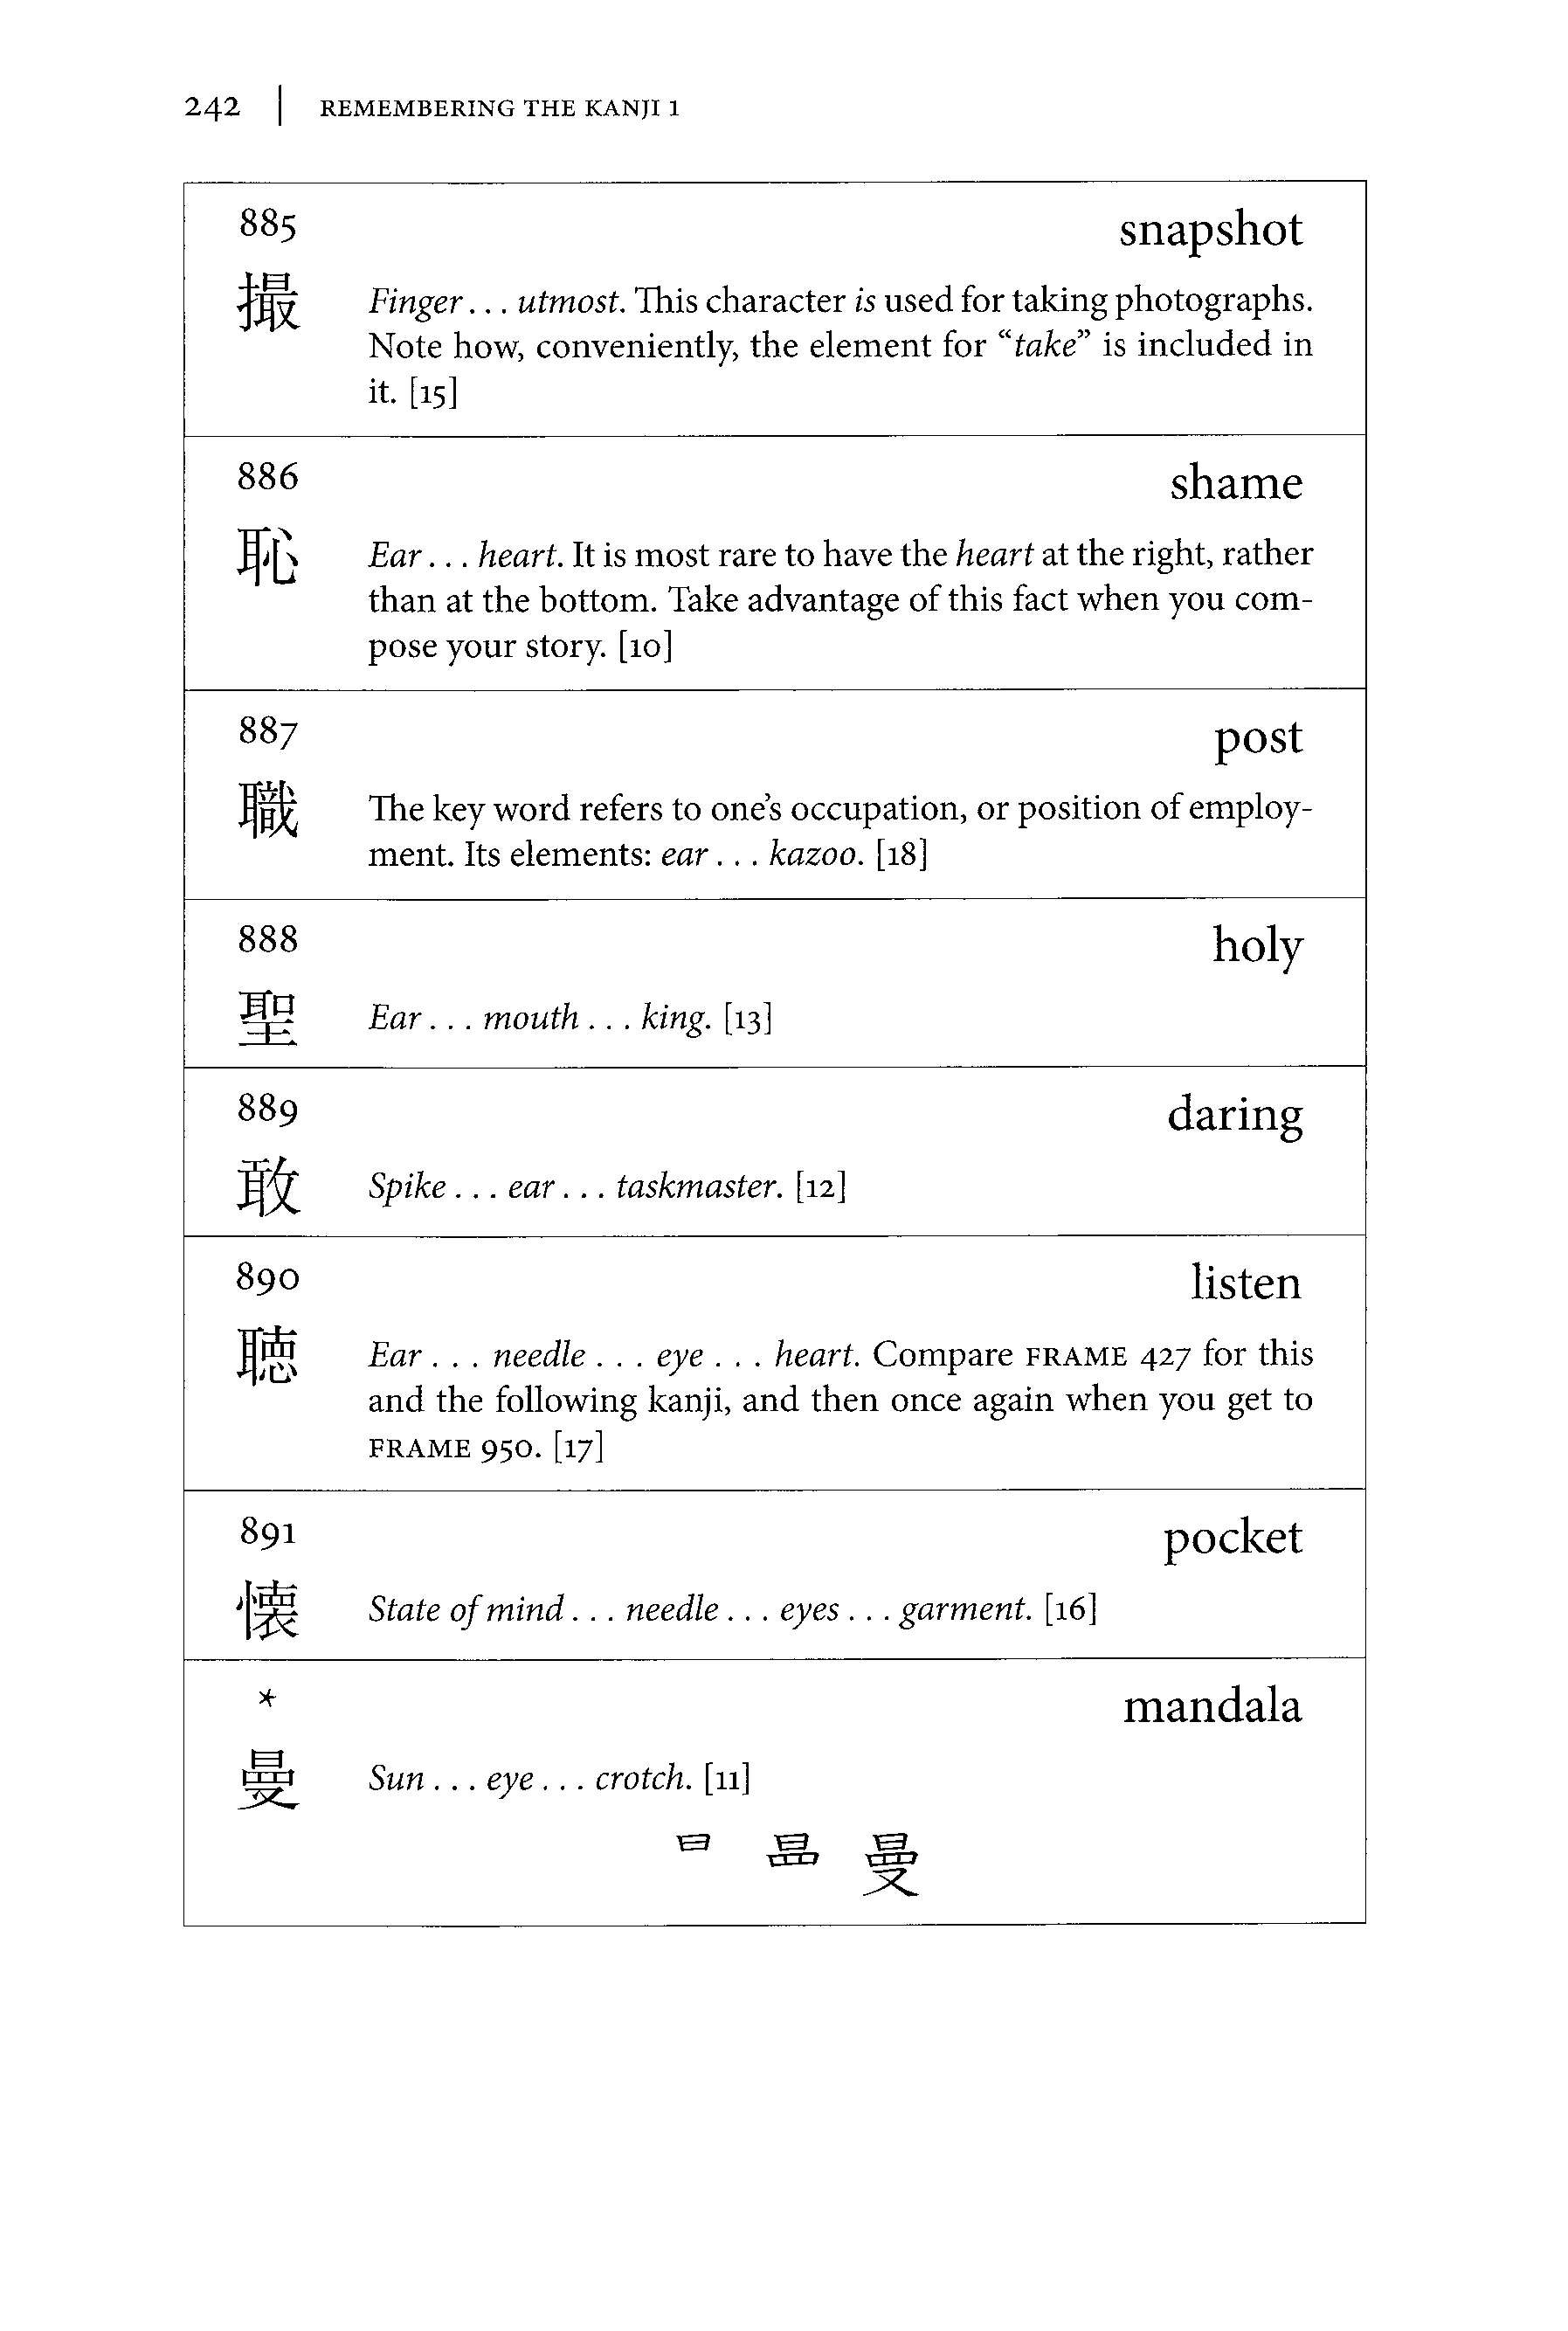 242 | REMEMBERING THE KANJI 1
885 snapshot
撮 Finger... utmost. This character is used for taking photographs.
Note how, conveniently, the element for “take” is included in
it. [15]
886 shame
恥 Ear... heart. It is most rare to have the heart at the right, rather
than at the bottom. Take advantage of this fact when you com-
pose your story. [10]
887 post
職 The key word refers to one’s occupation, or position of employ-
ment. Its elements: ear... kazoo. [18]
888 holy
聖 Ear... mouth... king. [13]
889 daring
敢 Spike... ear... taskmaster. [12]
890 listen
聴 Ear... needle... eye... heart. Compare FRAME 427 for this
and the following kanji, and then once again when you get to
FRAME 950. [17]
891 pocket
懐 State of mind... needle... eyes... garment. [16]
* mandala
曼 Sun... eye... crotch. [11]
曰 𣊫 曼